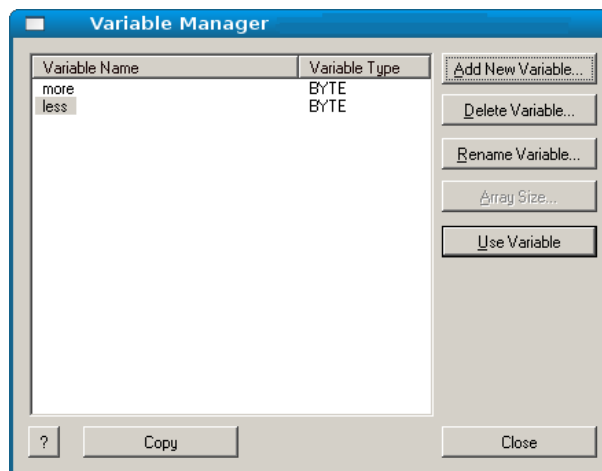 Variable Manager
Variable Name Variable Type
more BYTE
less BYTE
Add New Variable...
Delete Variable...
Rename Variable...
Array Size...
Use Variable
? Copy Close